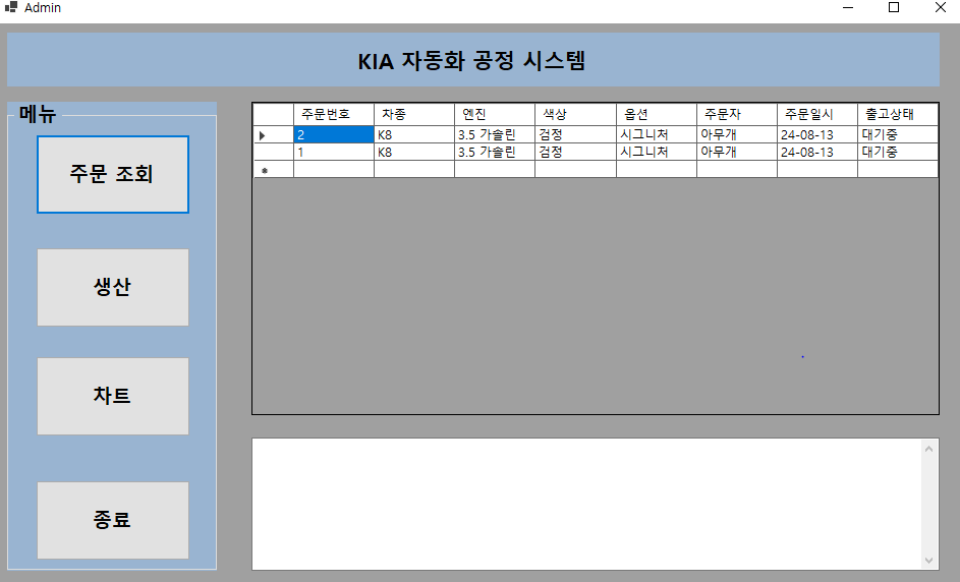 Admin
KIA 자동화 공정 시스템
메뉴
주문 조회
생산
차트
종료
주문번호 차종 엔진 색상 옵션 주문자 주문일시 출고상태
2 K8 3.5 가솔린 검정 시그니처 아무개 24-08-13 대기중
1 K8 3.5 가솔린 검정 시그니처 아무개 24-08-13 대기중